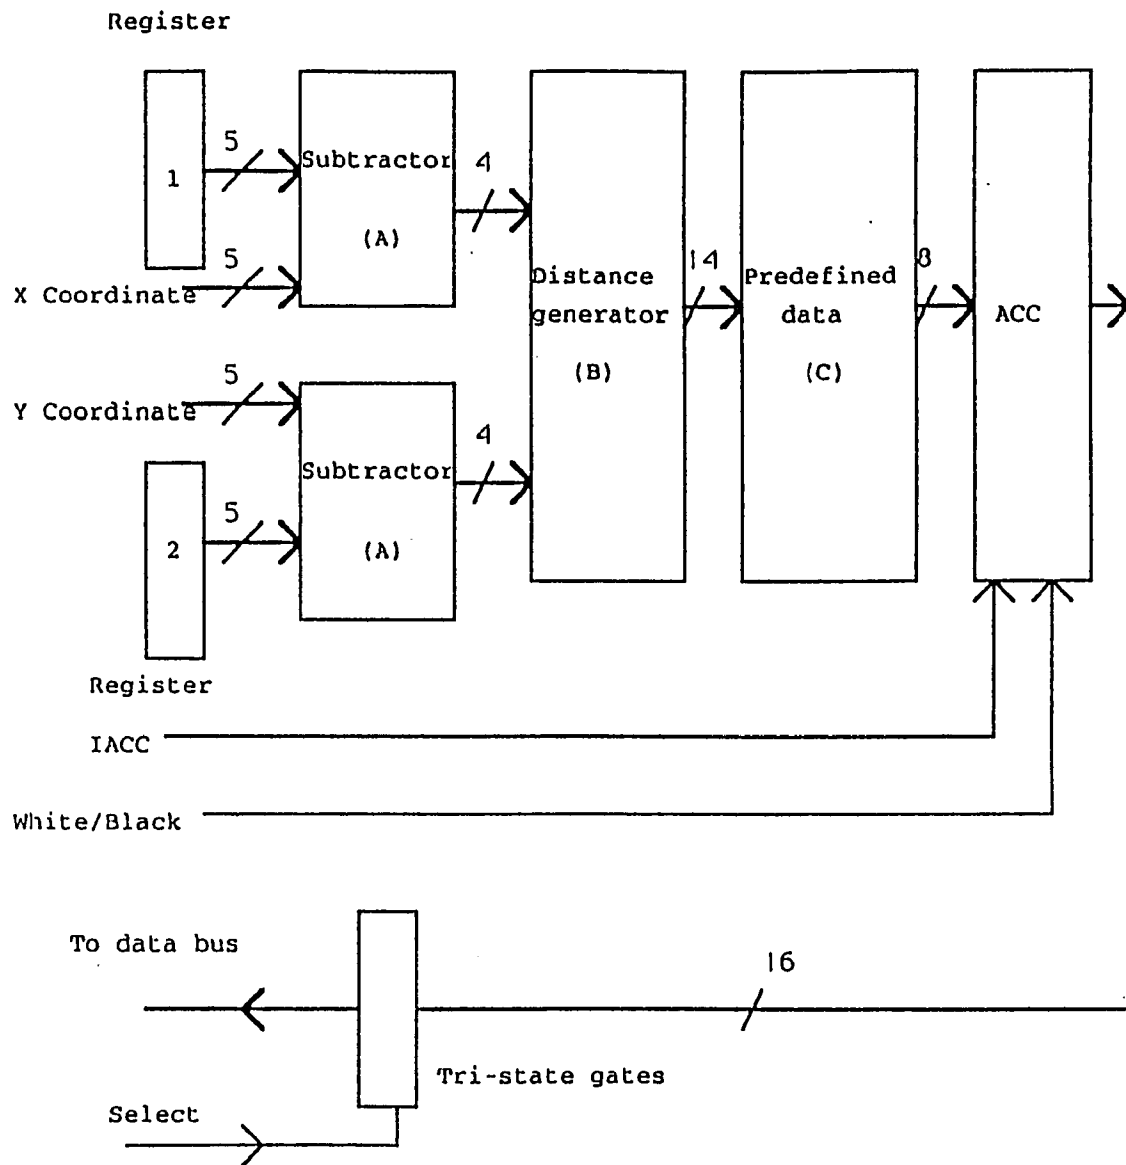 Register
5
Subtractor
4
1
(A)
5
X Coordinate
14
8
Distance
generator
(B)
Predefined
data
(C)
ACC
5
Y Coordinate
4
Subtractor
5
2
(A)
Register
IACC
White/Black
To data bus
16
Tri-state gates
Select